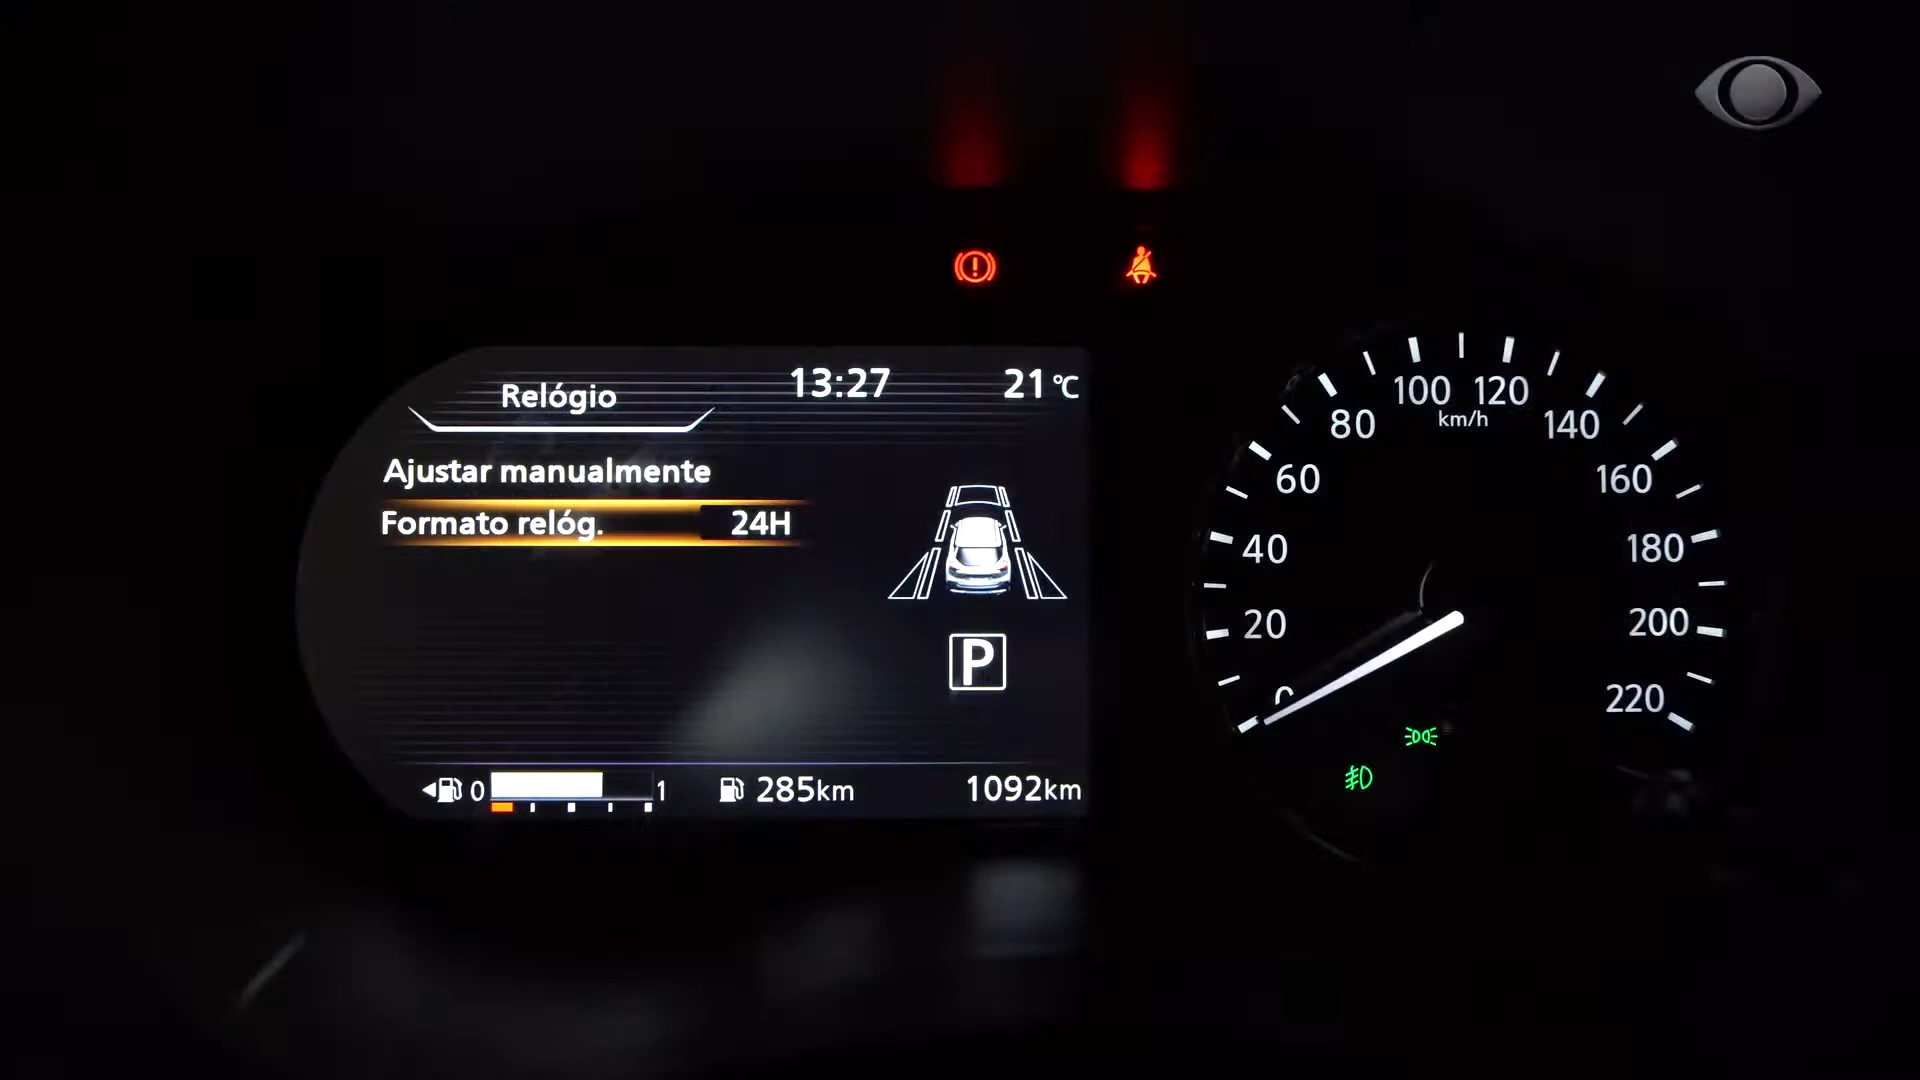 Relógio
13:27
21°C
Ajustar manualmente
Formato relóg. 24H
P
0 1
285km
1092km
0
20
40
60
80
100
120
140
160
180
200
220
km/h